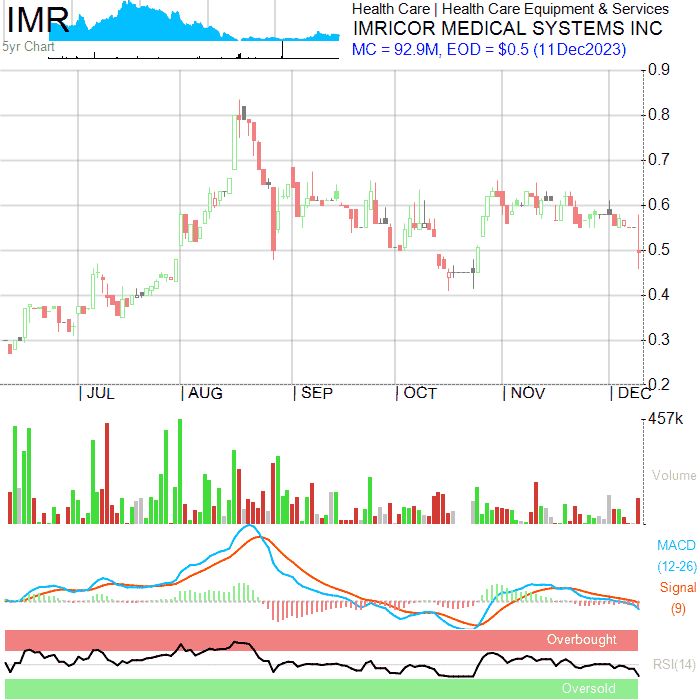 IMR
5yr Chart
Health Care | Health Care Equipment & Services
IMRICOR MEDICAL SYSTEMS INC
MC = 92.9M, EOD = $0.5 (11Dec2023)
0.9
0.8
0.7
0.6
0.5
0.4
0.3
0.2
| JUL | AUG | SEP | OCT | NOV | DEC
457k
Volume
MACD
(12-26)
Signal
(9)
Overbought
RSI(14)
Oversold